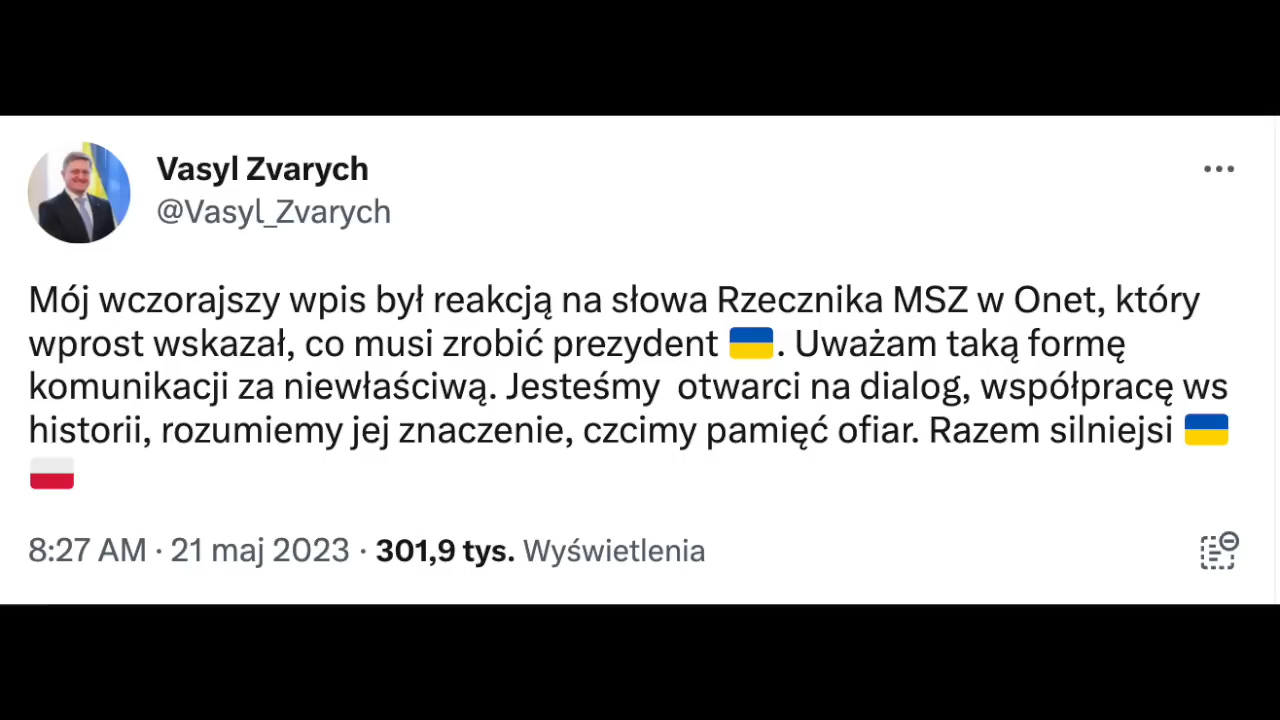 Vasyl Zvarych
@Vasyl_Zvarych
Mój wczorajszy wpis był reakcją na słowa Rzecznika MSZ w Onet, który
wprost wskazał, co musi zrobić prezydent 🇺🇦. Uważam taką formę
komunikacji za niewłaściwą. Jesteśmy  otwarci na dialog, współpracę ws
historii, rozumiemy jej znaczenie, czcimy pamięć ofiar. Razem silniejsi 🇺🇦
🇵🇱
8:27 AM · 21 maj 2023 · 301,9 tys. Wyświetlenia